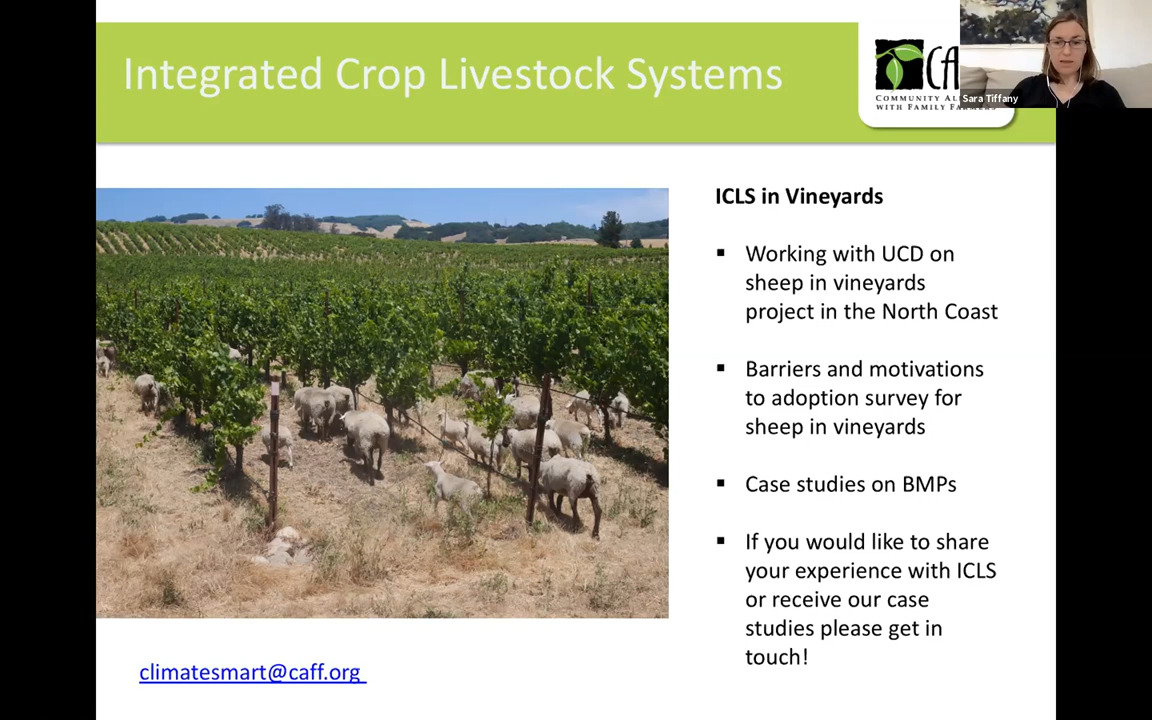 Integrated Crop Livestock Systems
CA
COMMUNITY AL
WITH FAMILY FARMERS
Sara Tiffany
ICLS in Vineyards
▪ Working with UCD on
sheep in vineyards
project in the North Coast
▪ Barriers and motivations
to adoption survey for
sheep in vineyards
▪ Case studies on BMPs
▪ If you would like to share
your experience with ICLS
or receive our case
studies please get in
touch!
climatesmart@caff.org